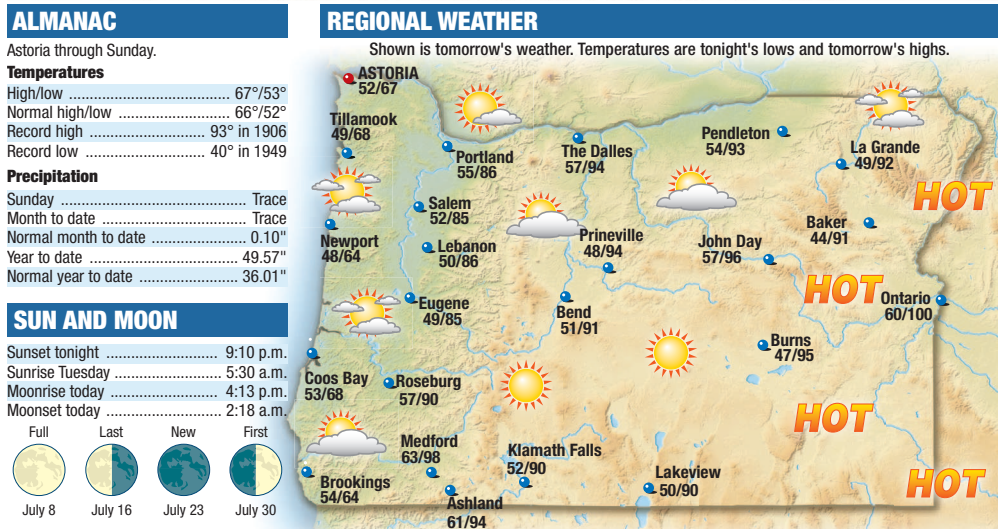 ALMANAC
Astoria through Sunday.
Temperatures
High/low ................................ 67°/53°
Normal high/low ..................... 66°/52°
Record high ...................... 93° in 1906
Record low ....................... 40° in 1949
Precipitation
Sunday ..................................... Trace
Month to date .......................... Trace
Normal month to date .................. 0.10"
Year to date ............................. 49.57"
Normal year to date .................... 36.01"
SUN AND MOON
Sunset tonight ...................... 9:10 p.m.
Sunrise Tuesday ..................... 5:30 a.m.
Moonrise today ...................... 4:13 p.m.
Moonset today ....................... 2:18 a.m.
Full Last New First
July 8 July 16 July 23 July 30
REGIONAL WEATHER
Shown is tomorrow's weather. Temperatures are tonight's lows and tomorrow's highs.
ASTORIA
52/67
Tillamook
49/68
Portland
55/86
The Dalles
57/94
Pendleton
54/93
La Grande
49/92
HOT
Salem
52/85
Newport
48/64
Lebanon
50/86
Prineville
48/94
John Day
57/96
Baker
44/91
HOT
Ontario
60/100
Eugene
49/85
Bend
51/91
Burns
47/95
Coos Bay
53/68
Roseburg
57/90
HOT
Medford
63/98
Klamath Falls
52/90
Lakeview
50/90
HOT
Brookings
54/64
Ashland
61/94